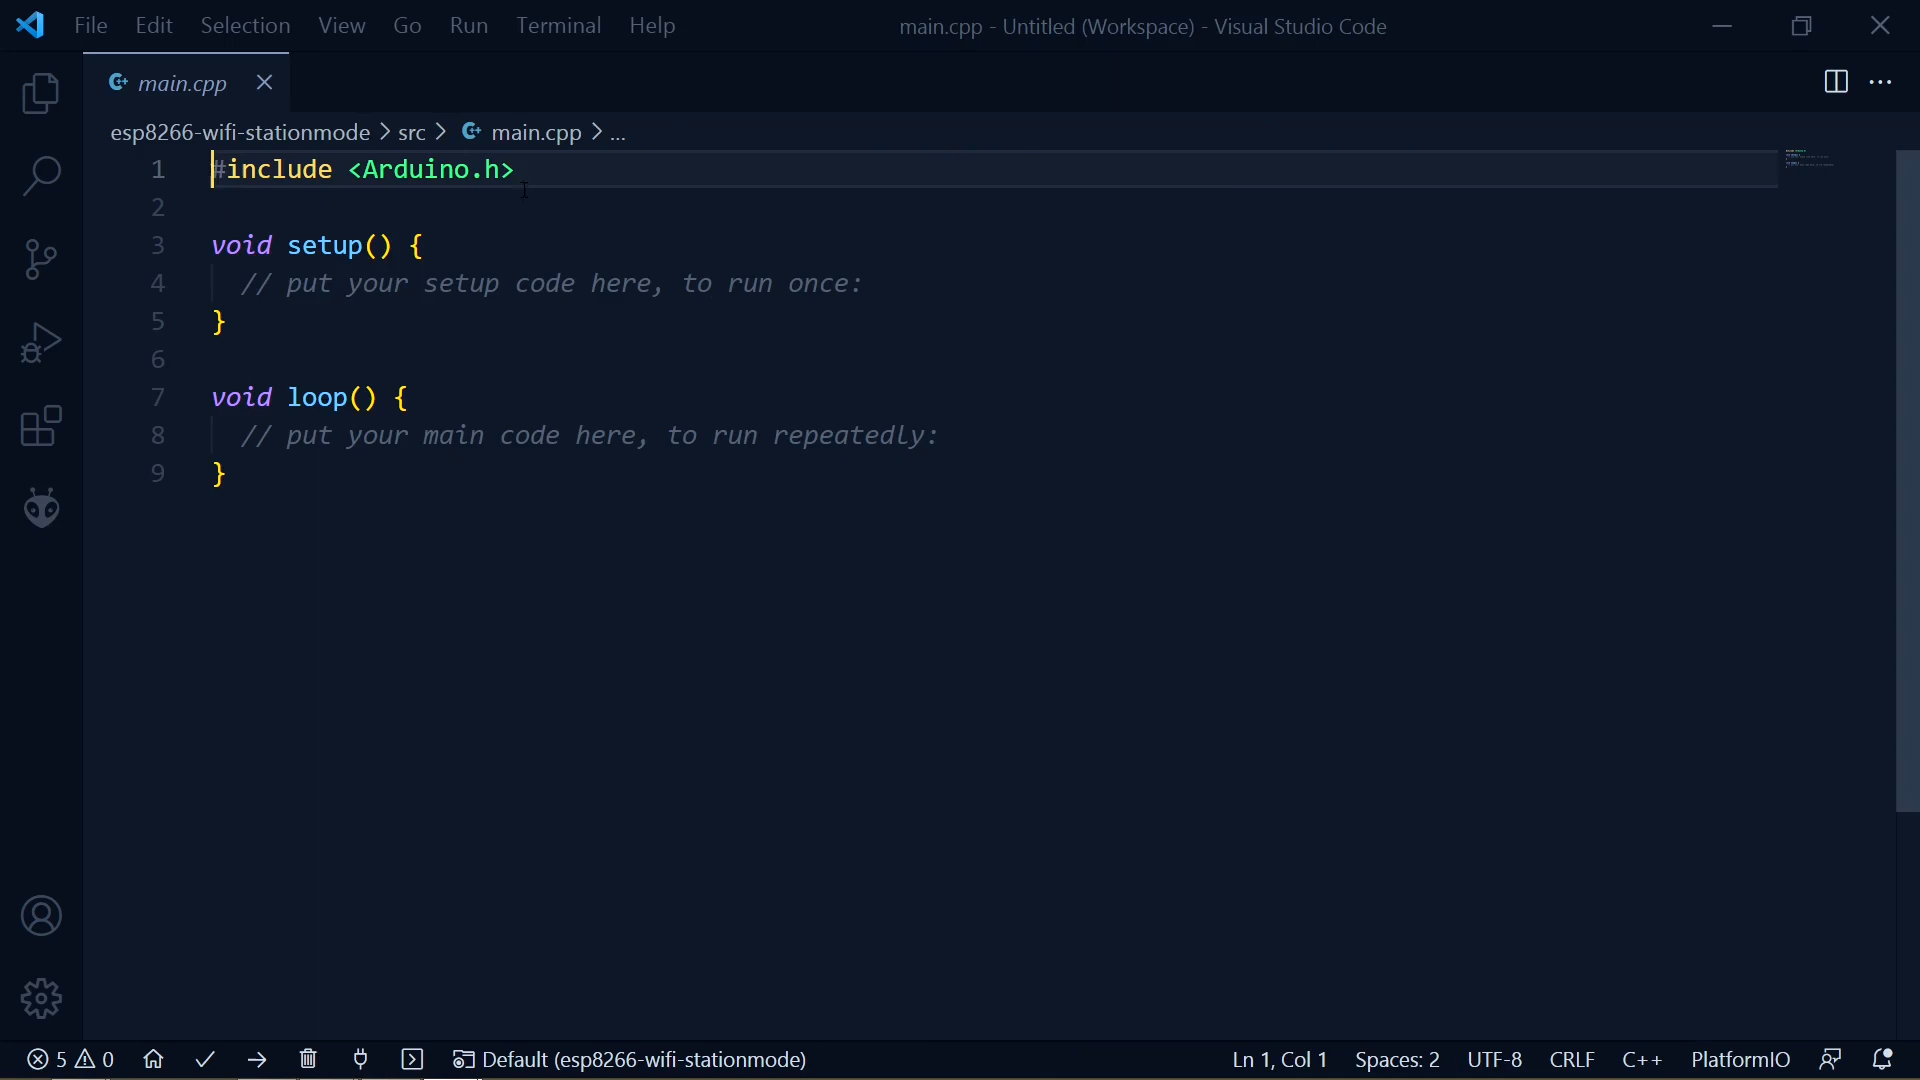 File Edit Selection View Go Run Terminal Help main.cpp - Untitled (Workspace) - Visual Studio Code
main.cpp
esp8266-wifi-stationmode > src > main.cpp > ...
1 #include <Arduino.h>
2
3 void setup() {
4 // put your setup code here, to run once:
5 }
6
7 void loop() {
8 // put your main code here, to run repeatedly:
9 }
5 0 Default (esp8266-wifi-stationmode) Ln 1, Col 1 Spaces: 2 UTF-8 CRLF C++ PlatformIO